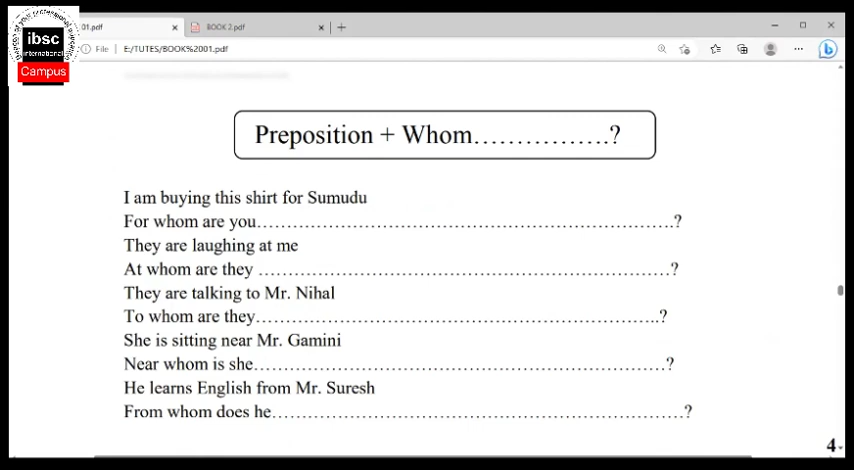 01.pdf
BOOK 2.pdf
ibsc
international
Campus
File
E:/TUTES/BOOK%2001.pdf
Preposition + Whom................?
I am buying this shirt for Sumudu
For whom are you........................................................................?
They are laughing at me
At whom are they .......................................................................?
They are talking to Mr. Nihal
To whom are they.......................................................................?
She is sitting near Mr. Gamini
Near whom is she.......................................................................?
He learns English from Mr. Suresh
From whom does he.......................................................................?
4